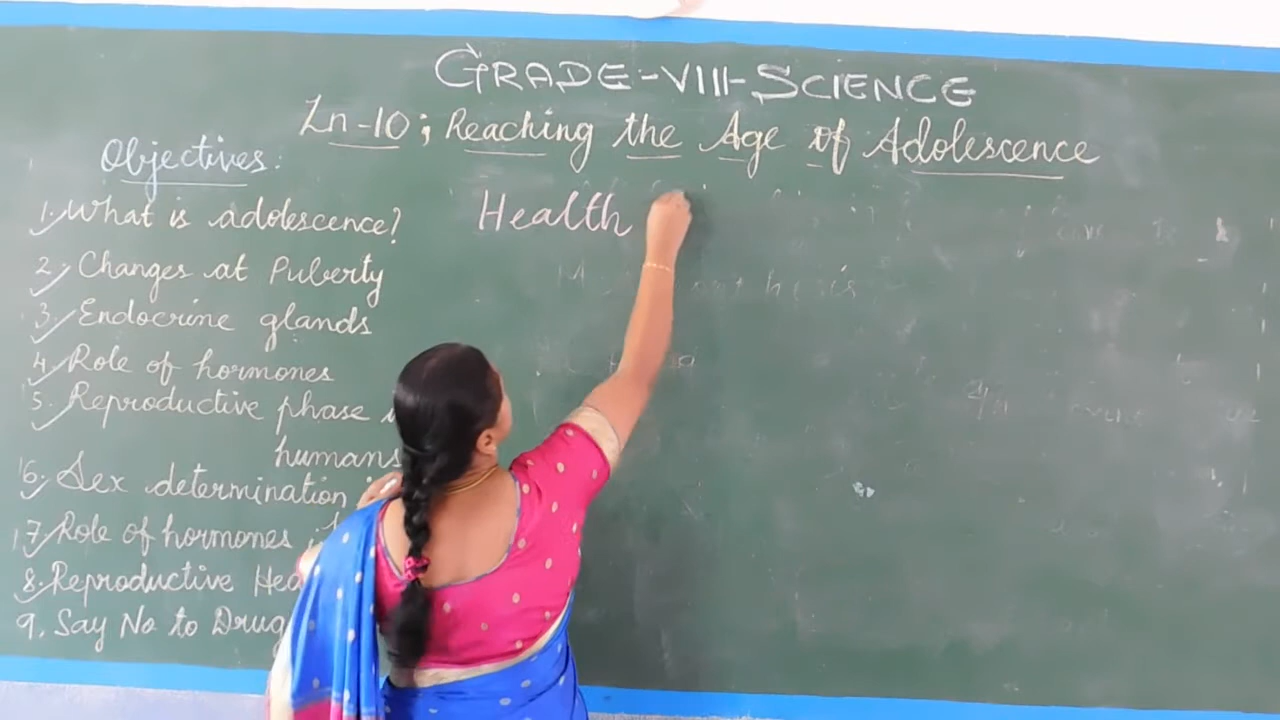 GRADE-VIII-SCIENCE
Ln-10; Reaching the Age of Adolescence
Objectives:
1. What is adolescence?
2. Changes at Puberty
3. Endocrine glands
4. Role of hormones
5. Reproductive phase
humans
6. Sex determination
7. Role of hormones
8. Reproductive
9. Say No to
Health